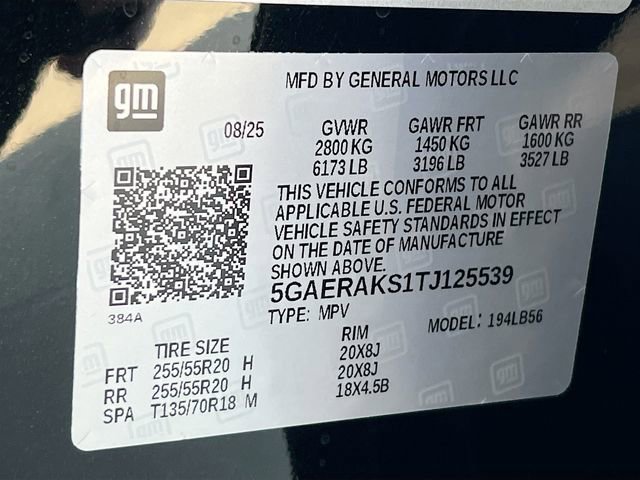 gm
MFD BY GENERAL MOTORS LLC
08/25 GVWR GAWR FRT GAWR RR
2800 KG 1450 KG 1600 KG
6173 LB 3196 LB 3527 LB
THIS VEHICLE CONFORMS TO ALL
APPLICABLE U.S. FEDERAL MOTOR
VEHICLE SAFETY STANDARDS IN EFFECT
ON THE DATE OF MANUFACTURE
SHOWN ABOVE.
5GAERAKS1TJ125539
384A
TYPE: MPV MODEL: 194LB56
TIRE SIZE RIM
FRT 255/55R20 H 20X8J
RR 255/55R20 H 20X8J
SPA T135/70R18 M 18X4.5B